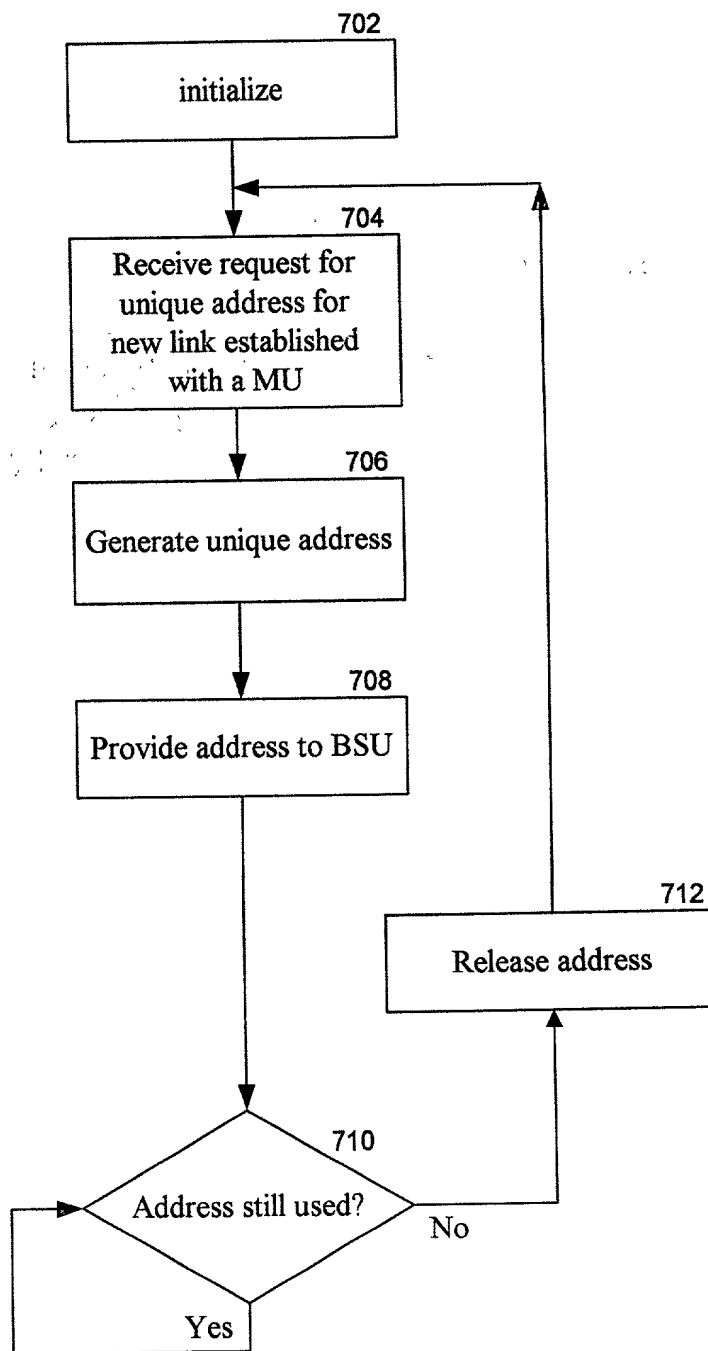 702
initialize
704
Receive request for
unique address for
new link established
with a MU
706
Generate unique address
708
Provide address to BSU
712
Release address
710
Address still used?
No
Yes